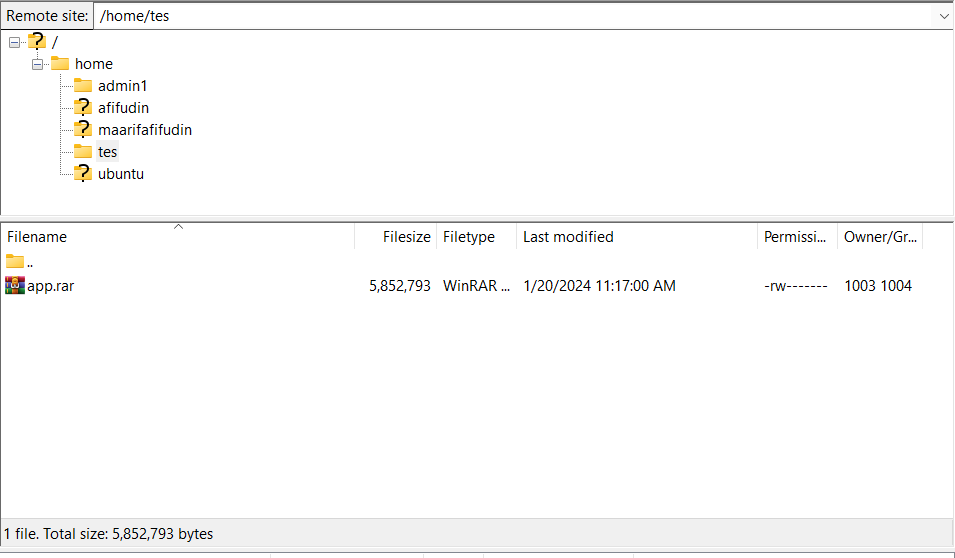 Remote site: /home/tes
/
home
admin1
afifudin
maarifafifudin
tes
ubuntu
Filename Filesize Filetype Last modified Permissi... Owner/Gr...
..
app.rar 5,852,793 WinRAR ... 1/20/2024 11:17:00 AM -rw------- 1003 1004
1 file. Total size: 5,852,793 bytes